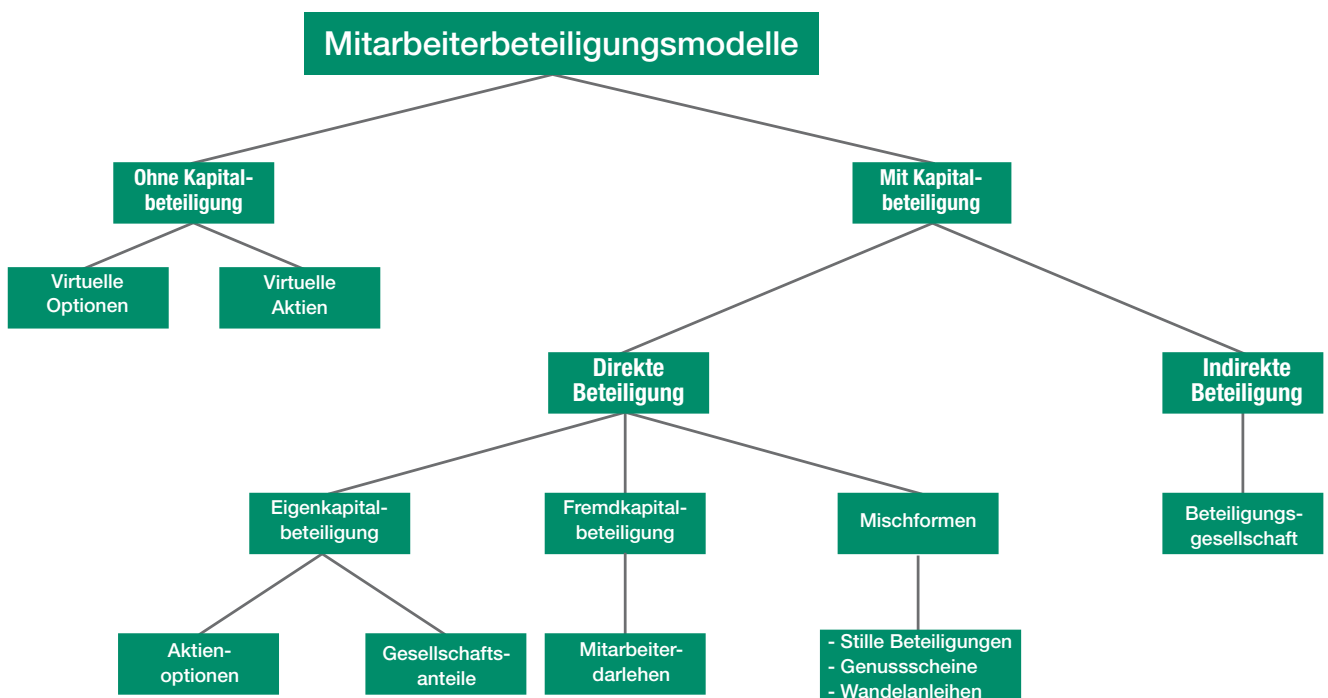 Mitarbeiterbeteiligungsmodelle
Ohne Kapital-
beteiligung
Mit Kapital-
beteiligung
Virtuelle
Optionen
Virtuelle
Aktien
Direkte
Beteiligung
Indirekte
Beteiligung
Eigenkapital-
beteiligung
Fremdkapital-
beteiligung
Mischformen
Beteiligungs-
gesellschaft
Aktien-
optionen
Gesellschafts-
anteile
Mitarbeiter-
darlehen
- Stille Beteiligungen
- Genussscheine
- Wandelanleihen